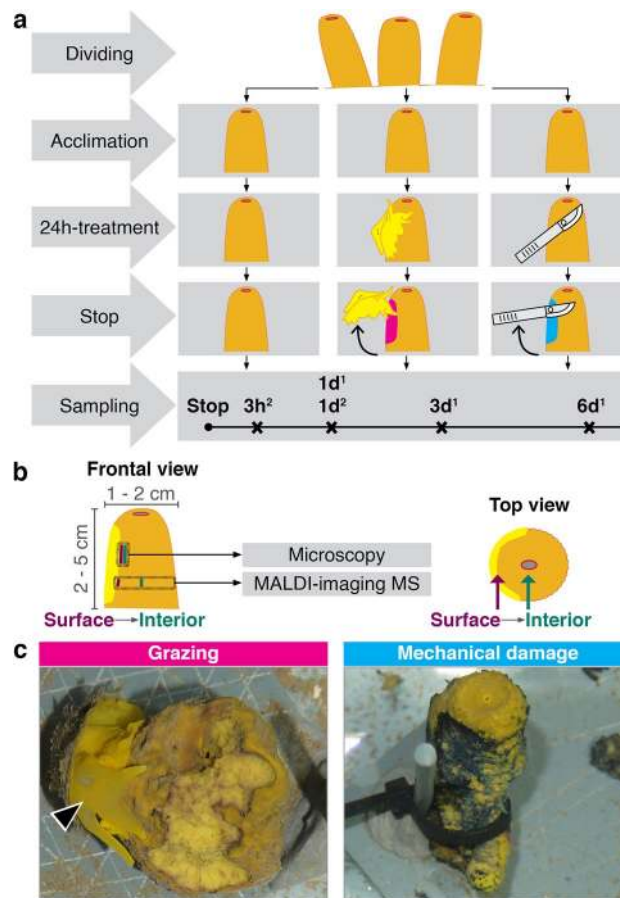 a
Dividing
Acclimation
24h-treatment
Stop
Sampling
1d¹
Stop 3h² 1d² 3d¹ 6d¹
b
Frontal view
1 - 2 cm
2 - 5 cm
Microscopy
MALDI-imaging MS
Surface Interior
Top view
Surface Interior
c
Grazing
Mechanical damage